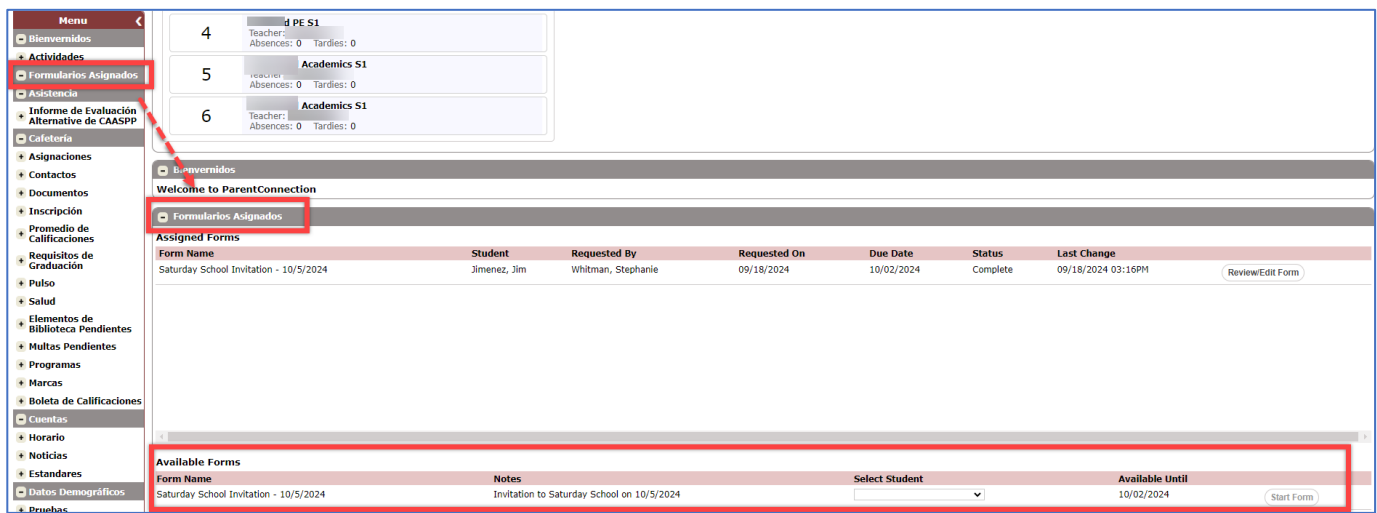 Menu
Bienvernidos
Actividades
Formularios Asignados
Asistencia
Informe de Evaluación
Alternative de CAASPP
Cafetería
Asignaciones
Contactos
Documentos
Inscripción
Promedio de
Calificaciones
Requisitos de
Graduación
Pulso
Salud
Elementos de
Biblioteca Pendientes
Multas Pendientes
Programas
Marcas
Boleta de Calificaciones
Cuentas
Horario
Noticias
Estandares
Datos Demográficos
Pruebas
4
PE S1
Teacher:
Absences: 0 Tardies: 0
5
Academics S1
Absences: 0 Tardies: 0
6
Academics S1
Teacher:
Absences: 0 Tardies: 0
Bienvernidos
Welcome to ParentConnection
Formularios Asignados
Assigned Forms
Form Name Student Requested By Requested On Due Date Status Last Change
Saturday School Invitation - 10/5/2024 Jimenez, Jim Whitman, Stephanie 09/18/2024 10/02/2024 Complete 09/18/2024 03:16PM Review/Edit Form
Available Forms
Form Name Notes Select Student Available Until
Saturday School Invitation - 10/5/2024 Invitation to Saturday School on 10/5/2024 10/02/2024 Start Form